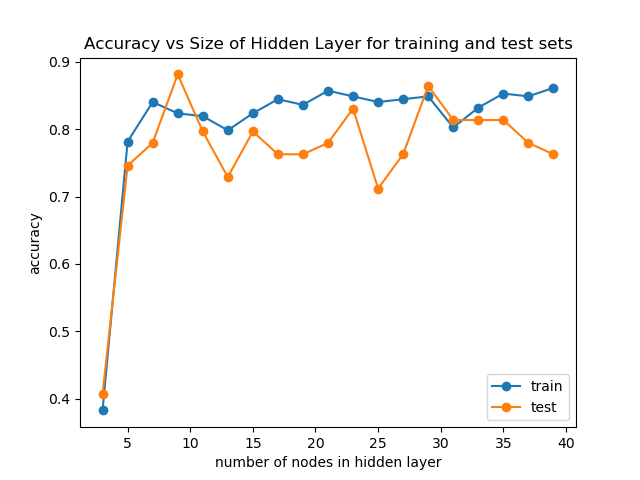 Accuracy vs Size of Hidden Layer for training and test sets
0.9
0.8
0.7
0.6
0.5
0.4
accuracy
train
test
5 10 15 20 25 30 35 40
number of nodes in hidden layer